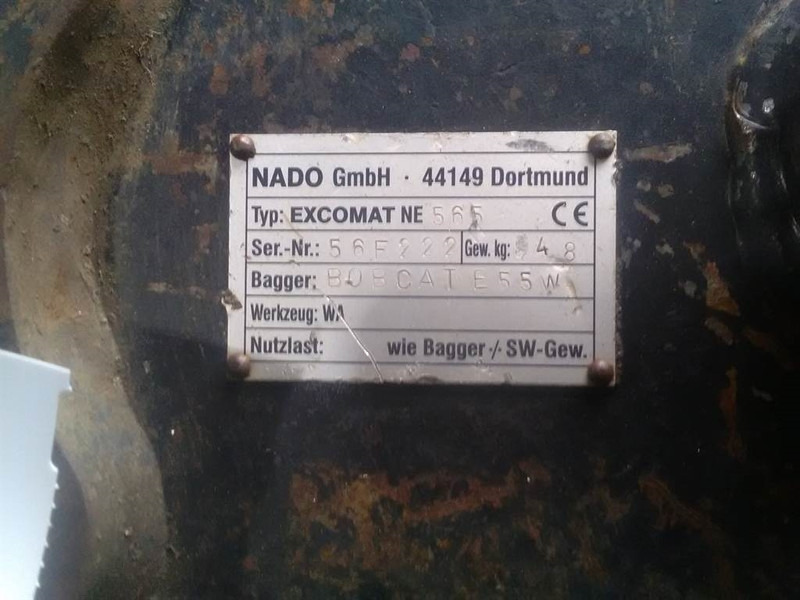 NADO GmbH · 44149 Dortmund
Typ: EXCOMAT NE 565 CE
Ser.-Nr.: 56F222 Gew. kg: 48
Bagger: BOBCAT E55W
Werkzeug: WA
Nutzlast: wie Bagger ⁒ SW-Gew.